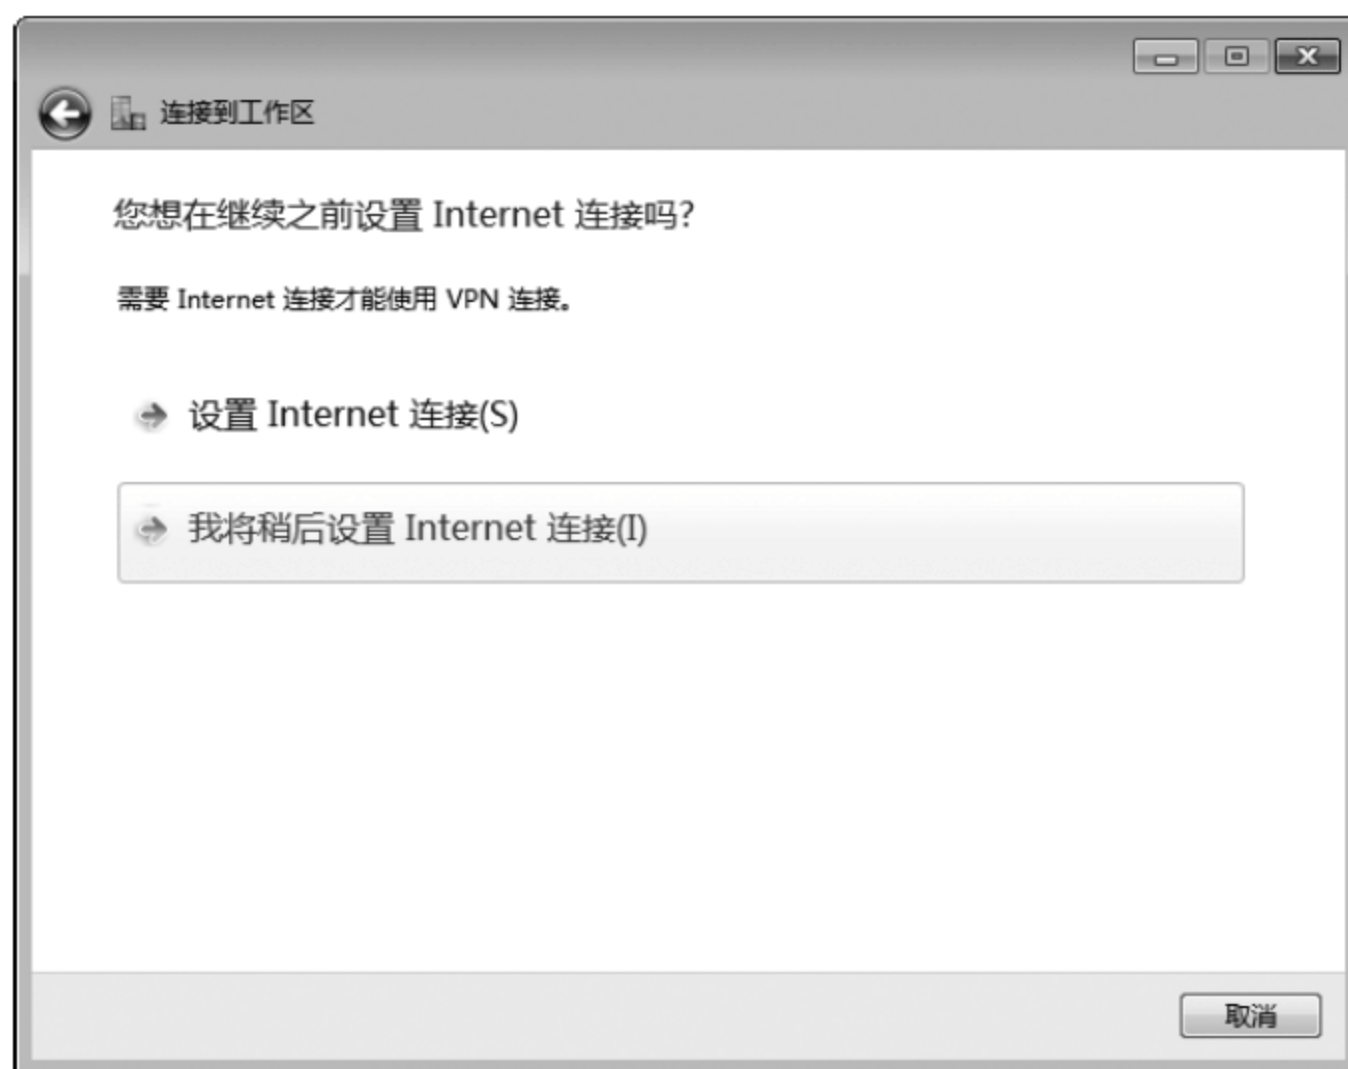 连接到工作区
您想在继续之前设置 Internet 连接吗?
需要 Internet 连接才能使用 VPN 连接。
设置 Internet 连接(S)
我将稍后设置 Internet 连接(I)
取消